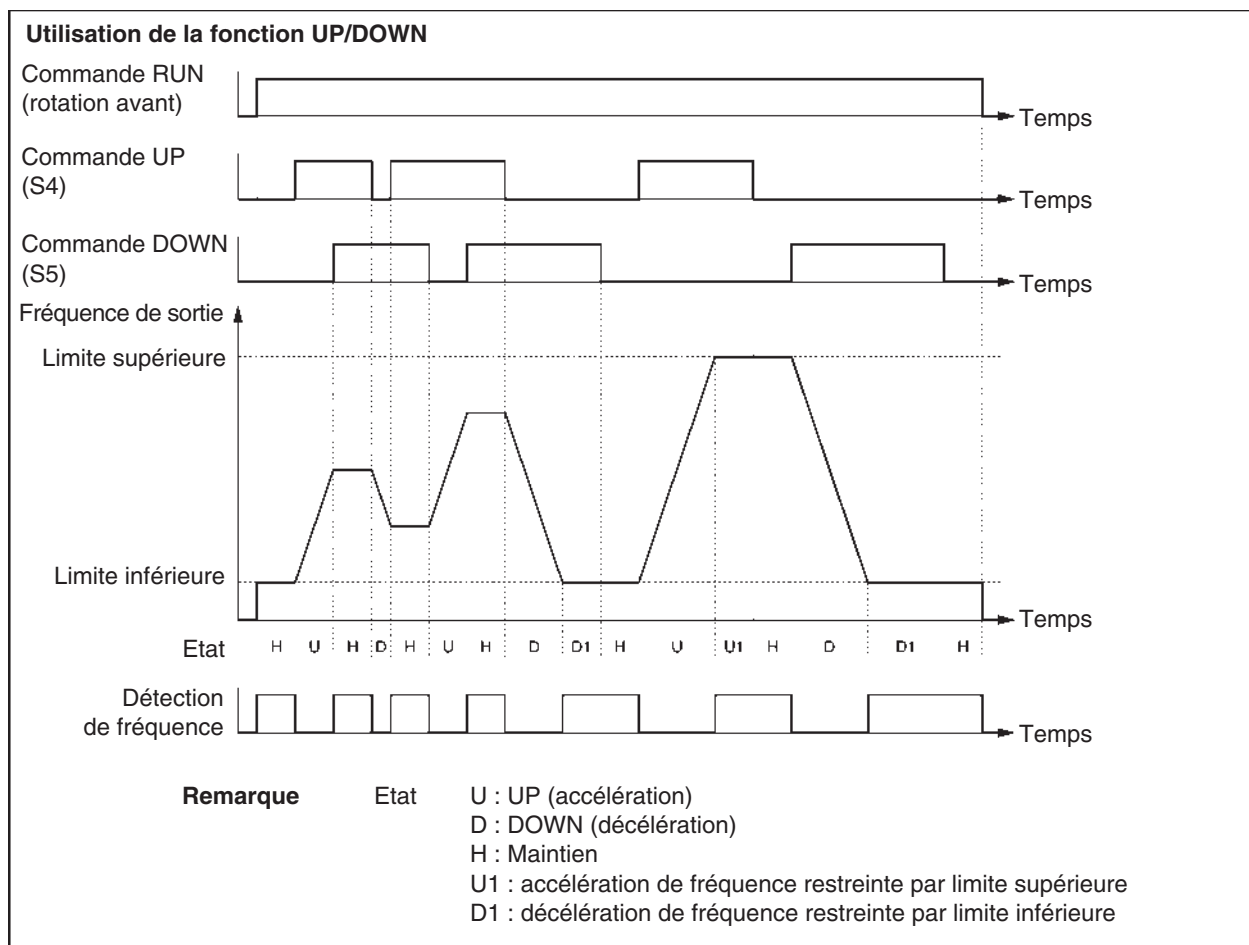 Utilisation de la fonction UP/DOWN
Commande RUN
(rotation avant)
Temps
Commande UP
(S4)
Temps
Commande DOWN
(S5)
Temps
Fréquence de sortie
Limite supérieure
Limite inférieure
Temps
Etat H U H D H U H D D1 H U U1 H D D1 H
Détection
de fréquence
Temps
Remarque Etat U : UP (accélération)
D : DOWN (décélération)
H : Maintien
U1 : accélération de fréquence restreinte par limite supérieure
D1 : décélération de fréquence restreinte par limite inférieure